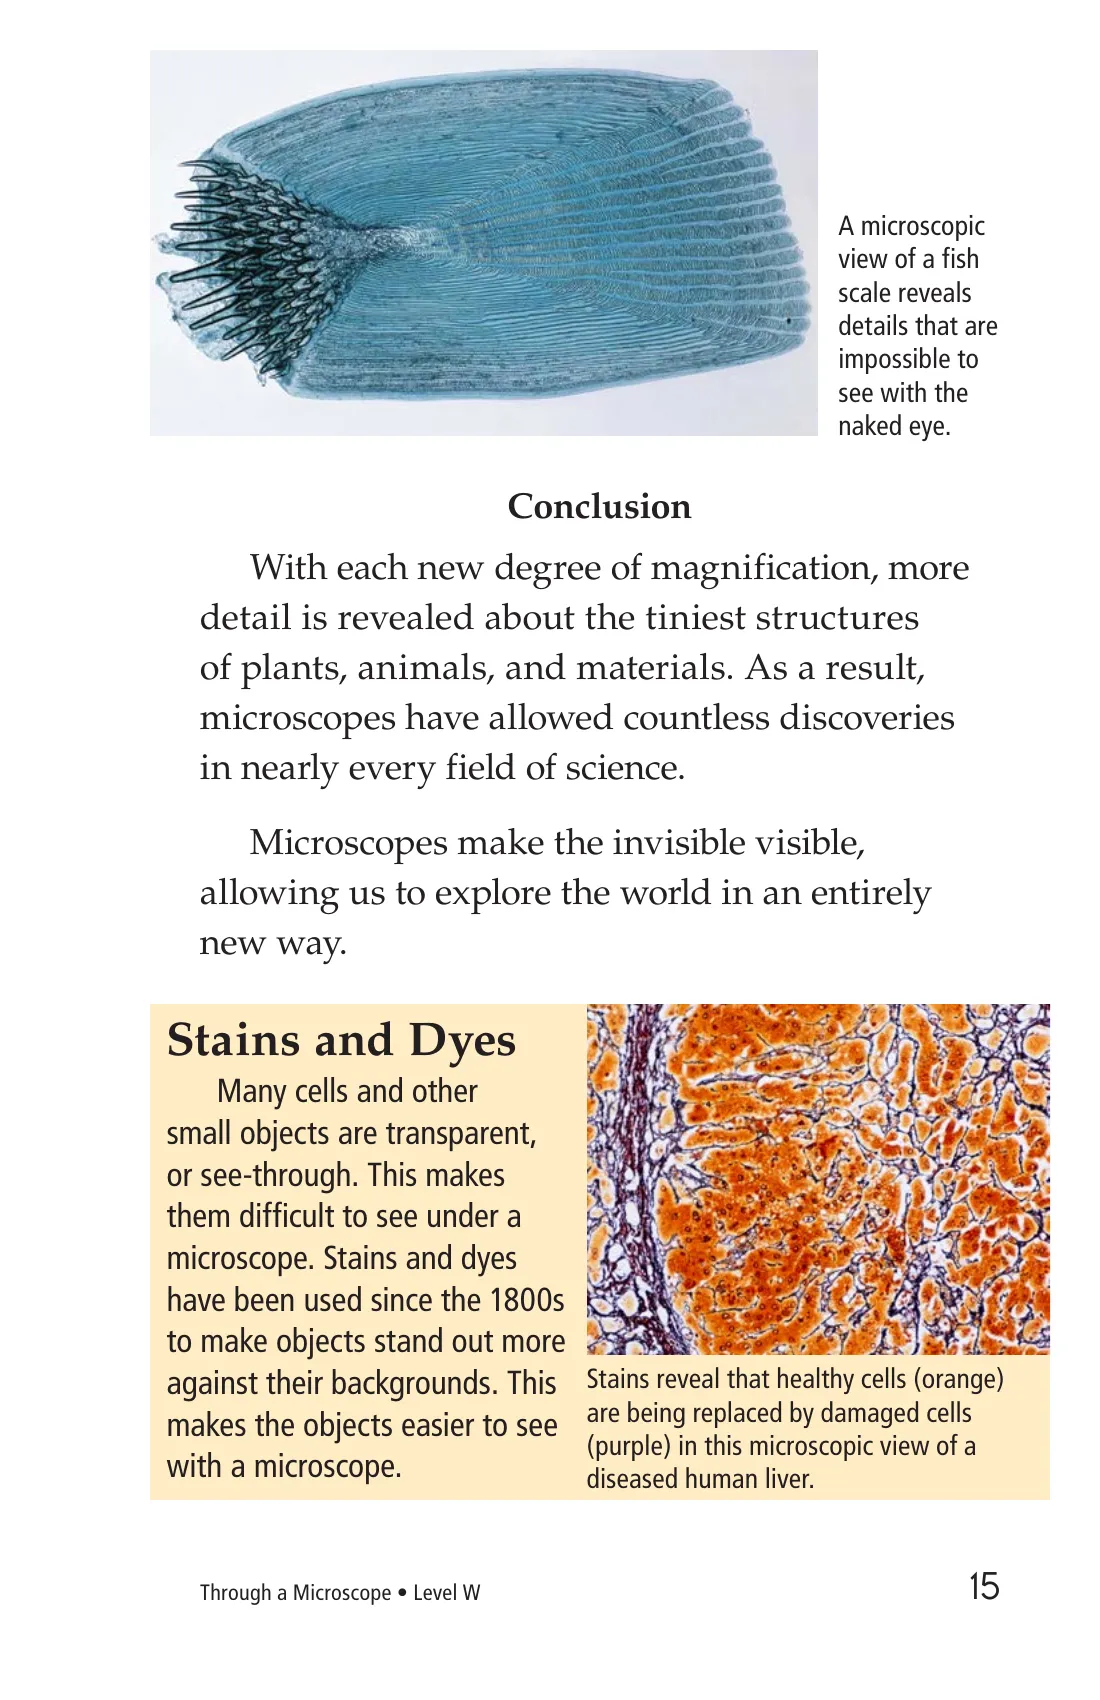 A microscopic
view of a fish
scale reveals
details that are
impossible to
see with the
naked eye.
Conclusion
With each new degree of magnification, more
detail is revealed about the tiniest structures
of plants, animals, and materials. As a result,
microscopes have allowed countless discoveries
in nearly every field of science.
Microscopes make the invisible visible,
allowing us to explore the world in an entirely
new way.
Stains and Dyes
Many cells and other
small objects are transparent,
or see-through. This makes
them difficult to see under a
microscope. Stains and dyes
have been used since the 1800s
to make objects stand out more
against their backgrounds. This
makes the objects easier to see
with a microscope.
Stains reveal that healthy cells (orange)
are being replaced by damaged cells
(purple) in this microscopic view of a
diseased human liver.
Through a Microscope • Level W
15